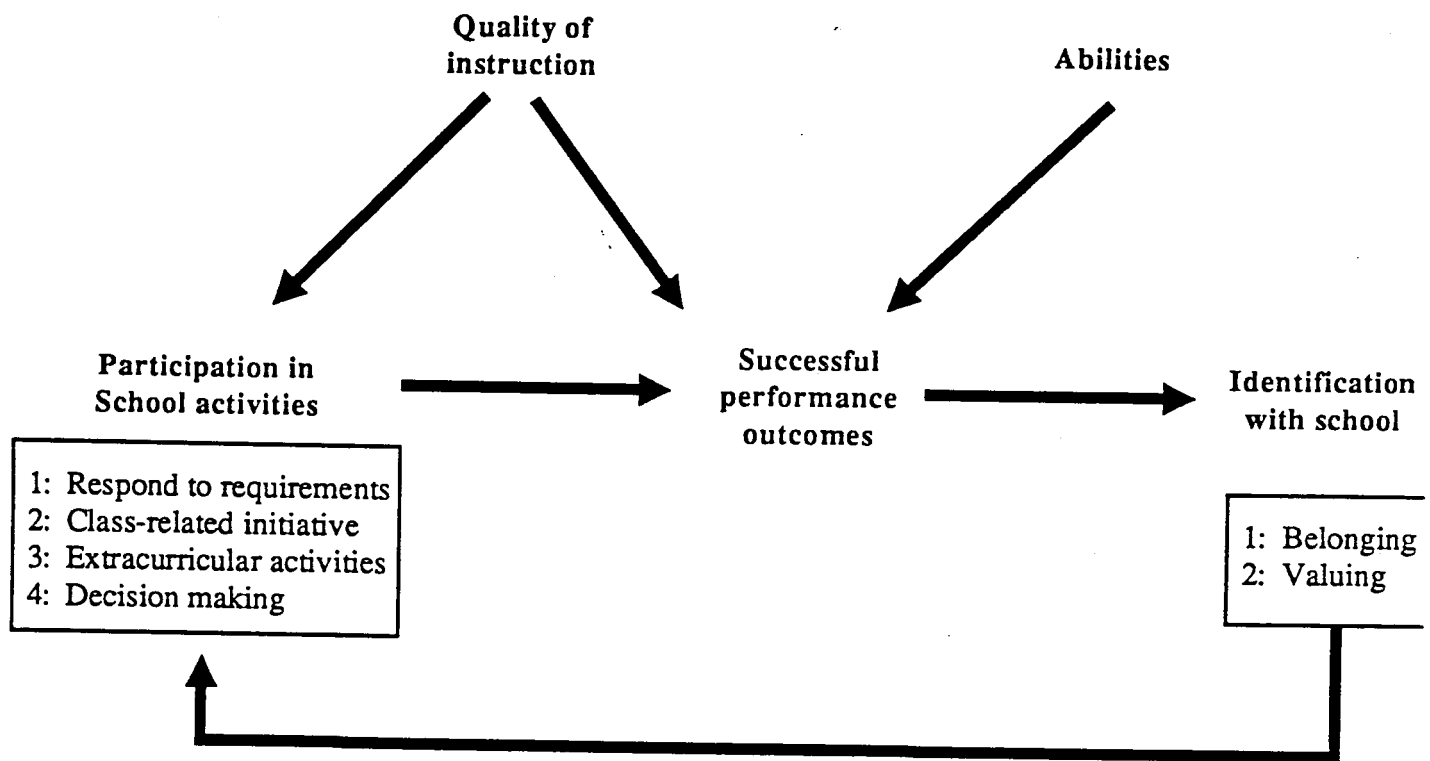 Quality of
instruction
Abilities
Participation in
School activities
Successful
performance
outcomes
Identification
with school
1: Respond to requirements
2: Class-related initiative
3: Extracurricular activities
4: Decision making
1: Belonging
2: Valuing